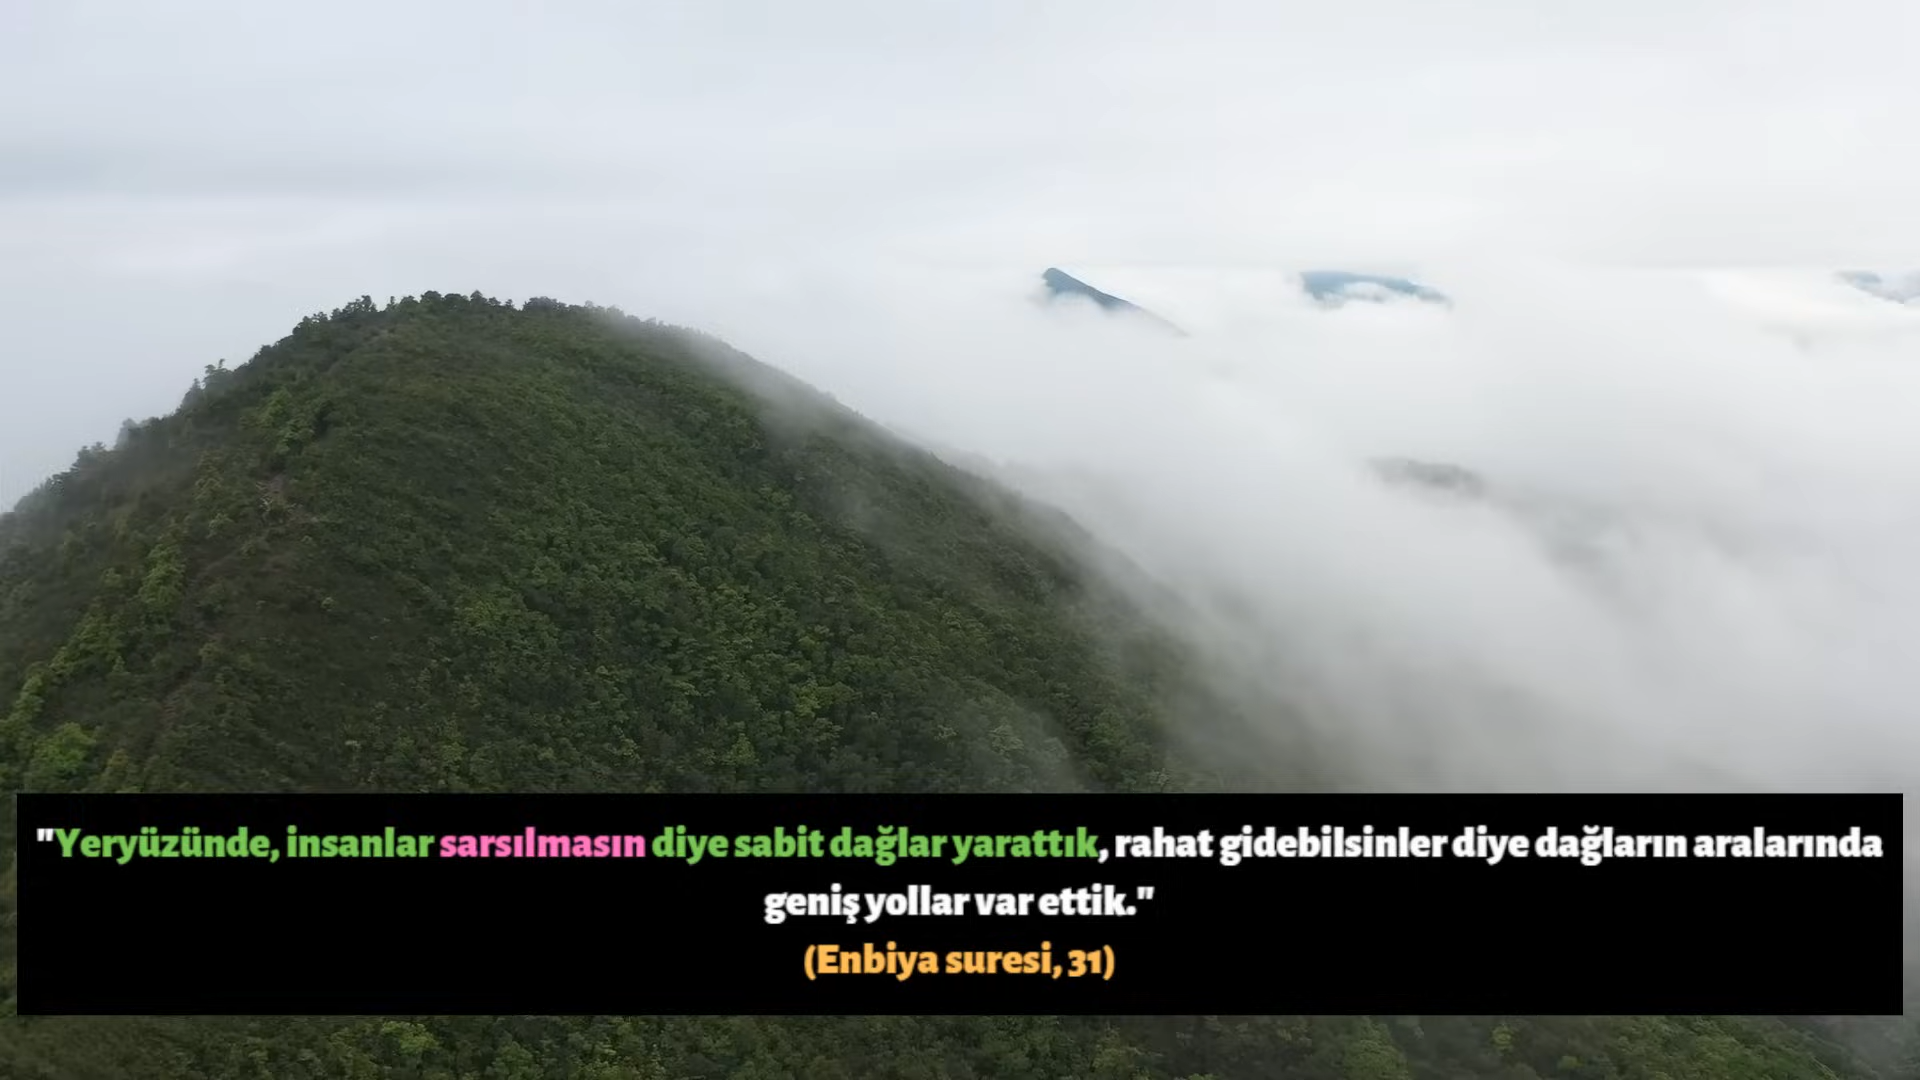 "Yeryüzünde, insanlar sarsılmasın diye sabit dağlar yarattık, rahat gidebilsinler diye dağların aralarında
geniş yollar var ettik."
(Enbiya suresi, 31)